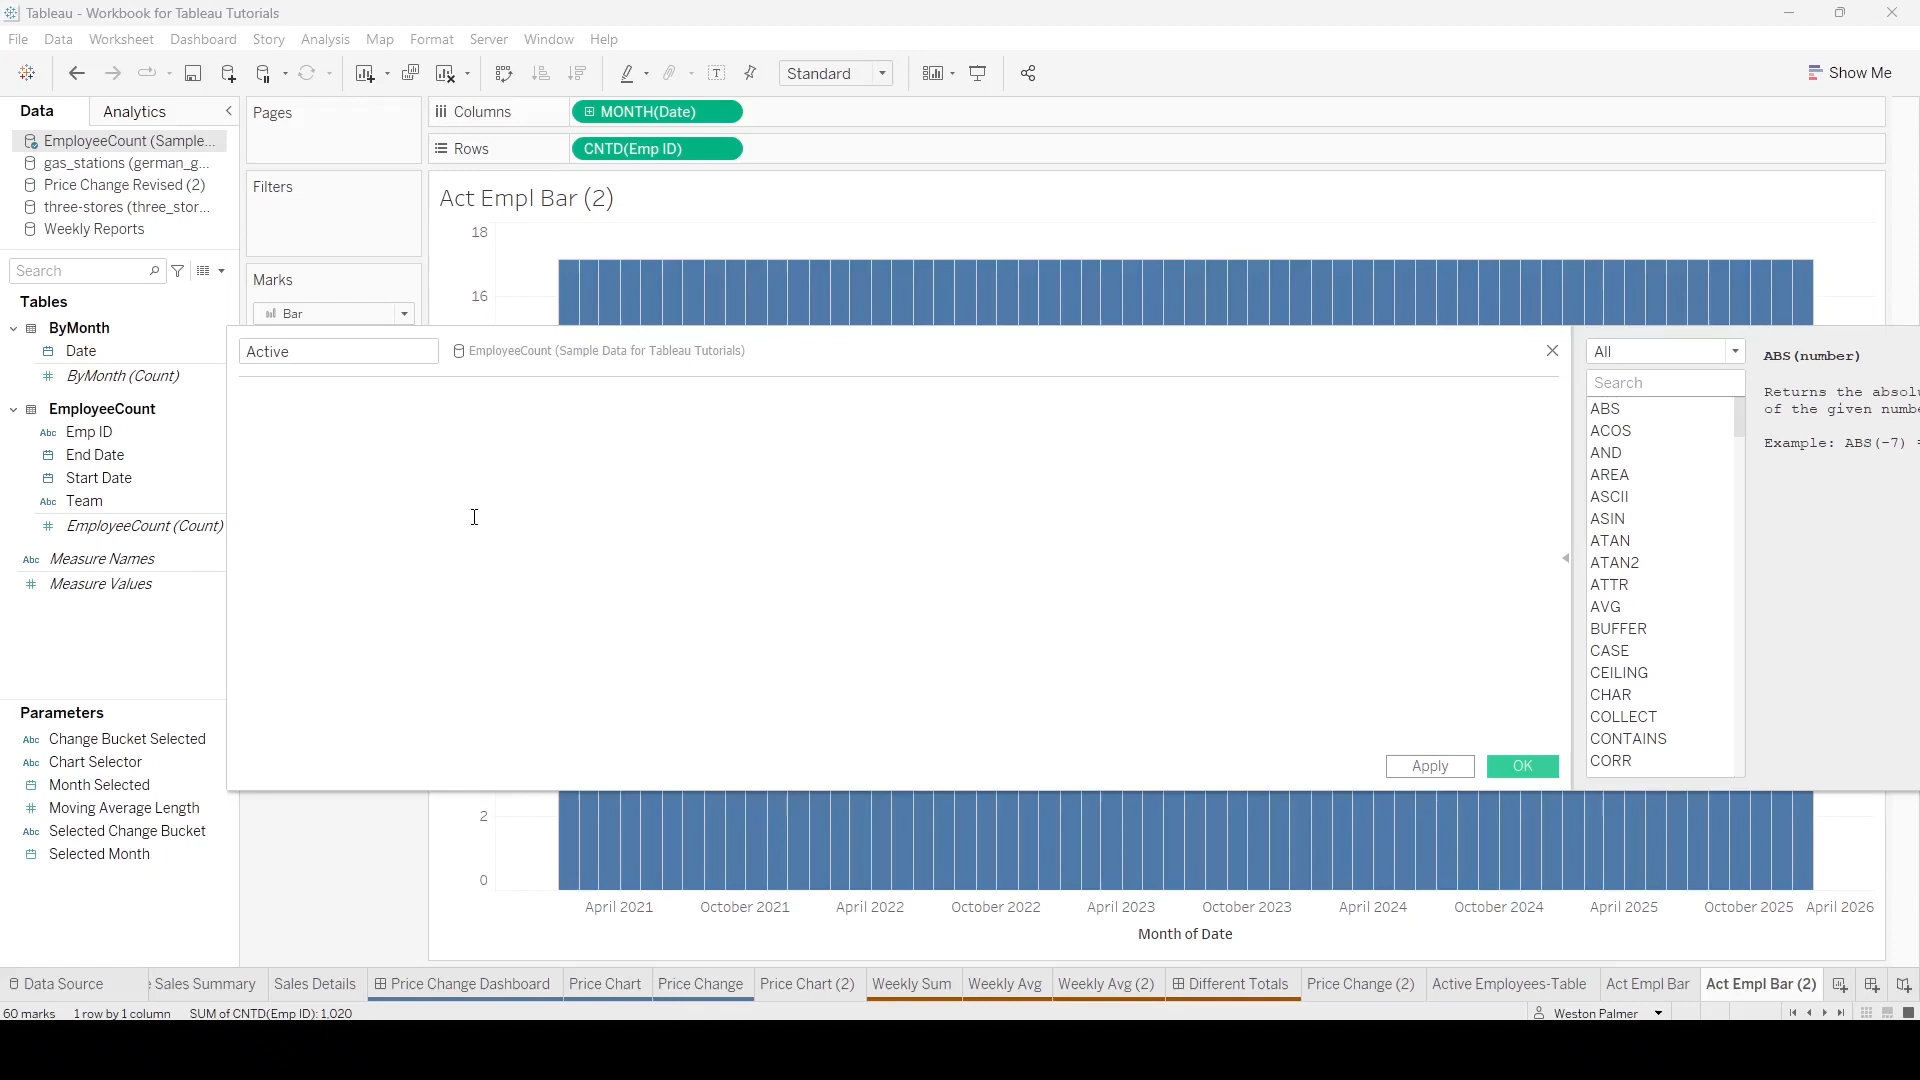 Tableau - Workbook for Tableau Tutorials
File Data Worksheet Dashboard Story Analysis Map Format Server Window Help
Standard
Show Me
Data Analytics
EmployeeCount (Sample...
gas_stations (german_g...
Price Change Revised (2)
three-stores (three_stor...
Weekly Reports
Search
Tables
ByMonth
Date
ByMonth (Count)
EmployeeCount
Abc Emp ID
End Date
Start Date
Abc Team
EmployeeCount (Count)
Abc Measure Names
Measure Values
Parameters
Abc Change Bucket Selected
Abc Chart Selector
Month Selected
Moving Average Length
Abc Selected Change Bucket
Selected Month
Pages
Filters
Marks
Bar
Columns MONTH(Date)
Rows CNTD(Emp ID)
Act Empl Bar (2)
18
16
Active EmployeeCount (Sample Data for Tableau Tutorials)
Apply OK
All
Search
ABS
ACOS
AND
AREA
ASCII
ASIN
ATAN
ATAN2
ATTR
AVG
BUFFER
CASE
CEILING
CHAR
COLLECT
CONTAINS
CORR
ABS(number)
Returns the absolu
of the given numbe
Example: ABS(-7) =
2
0
April 2021 October 2021 April 2022 October 2022 April 2023 October 2023 April 2024 October 2024 April 2025 October 2025 April 2026
Month of Date
Data Source Sales Summary Sales Details Price Change Dashboard Price Chart Price Change Price Chart (2) Weekly Sum Weekly Avg Weekly Avg (2) Different Totals Price Change (2) Active Employees-Table Act Empl Bar Act Empl Bar (2)
60 marks 1 row by 1 column SUM of CNTD(Emp ID): 1,020 Weston Palmer